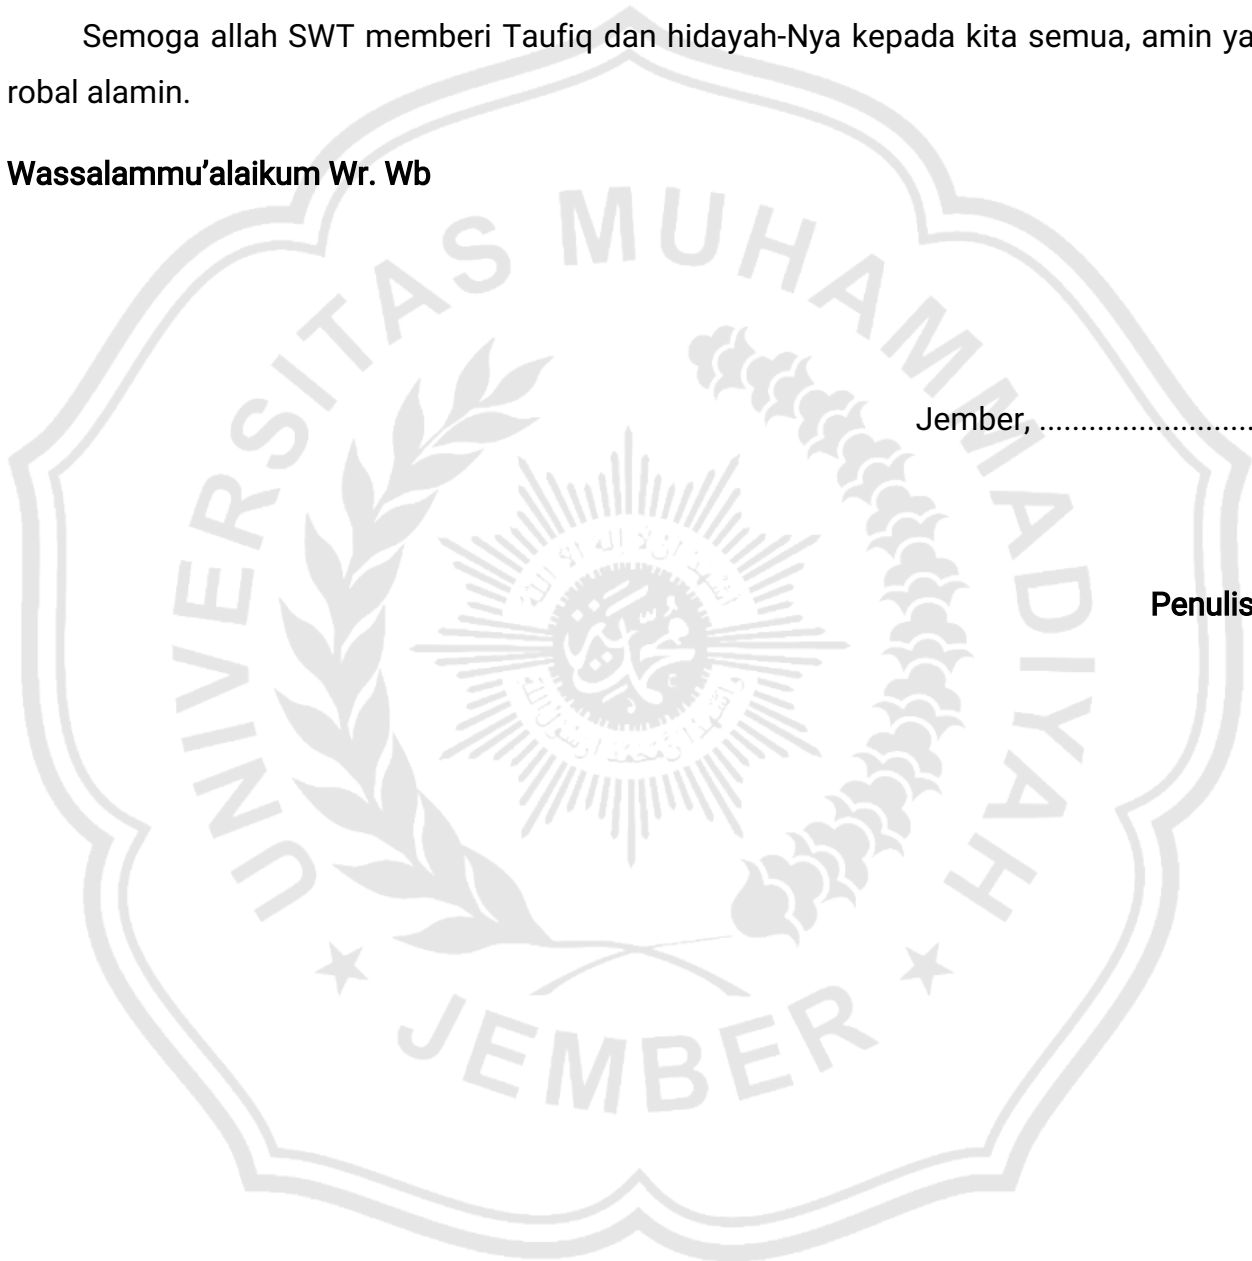 Semoga allah SWT memberi Taufiq dan hidayah-Nya kepada kita semua, amin ya
robal alamin.
Wassalammu’alaikum Wr. Wb
Jember, ..........................
Penulis
UNIVERSITAS MUHAMMADIYAH
JEMBER